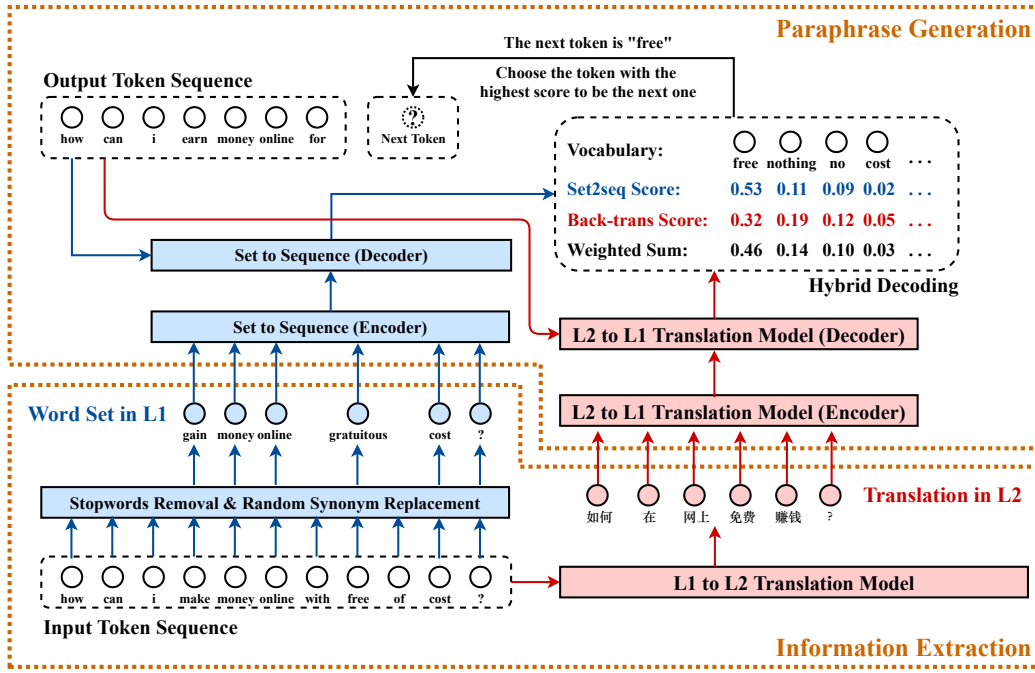 Paraphrase Generation
The next token is "free"
Choose the token with the
highest score to be the next one
Output Token Sequence
how can i earn money online for
?
Next Token
Vocabulary:
free nothing no cost ...
Set2seq Score: 0.53 0.11 0.09 0.02 ...
Back-trans Score: 0.32 0.19 0.12 0.05 ...
Weighted Sum: 0.46 0.14 0.10 0.03 ...
Hybrid Decoding
Set to Sequence (Decoder)
Set to Sequence (Encoder)
L2 to L1 Translation Model (Decoder)
L2 to L1 Translation Model (Encoder)
Word Set in L1
gain money online gratuitous cost ?
Stopwords Removal & Random Synonym Replacement
how can i make money online with free of cost ?
Input Token Sequence
如何 在 网上 免费 赚钱 ?
Translation in L2
L1 to L2 Translation Model
Information Extraction